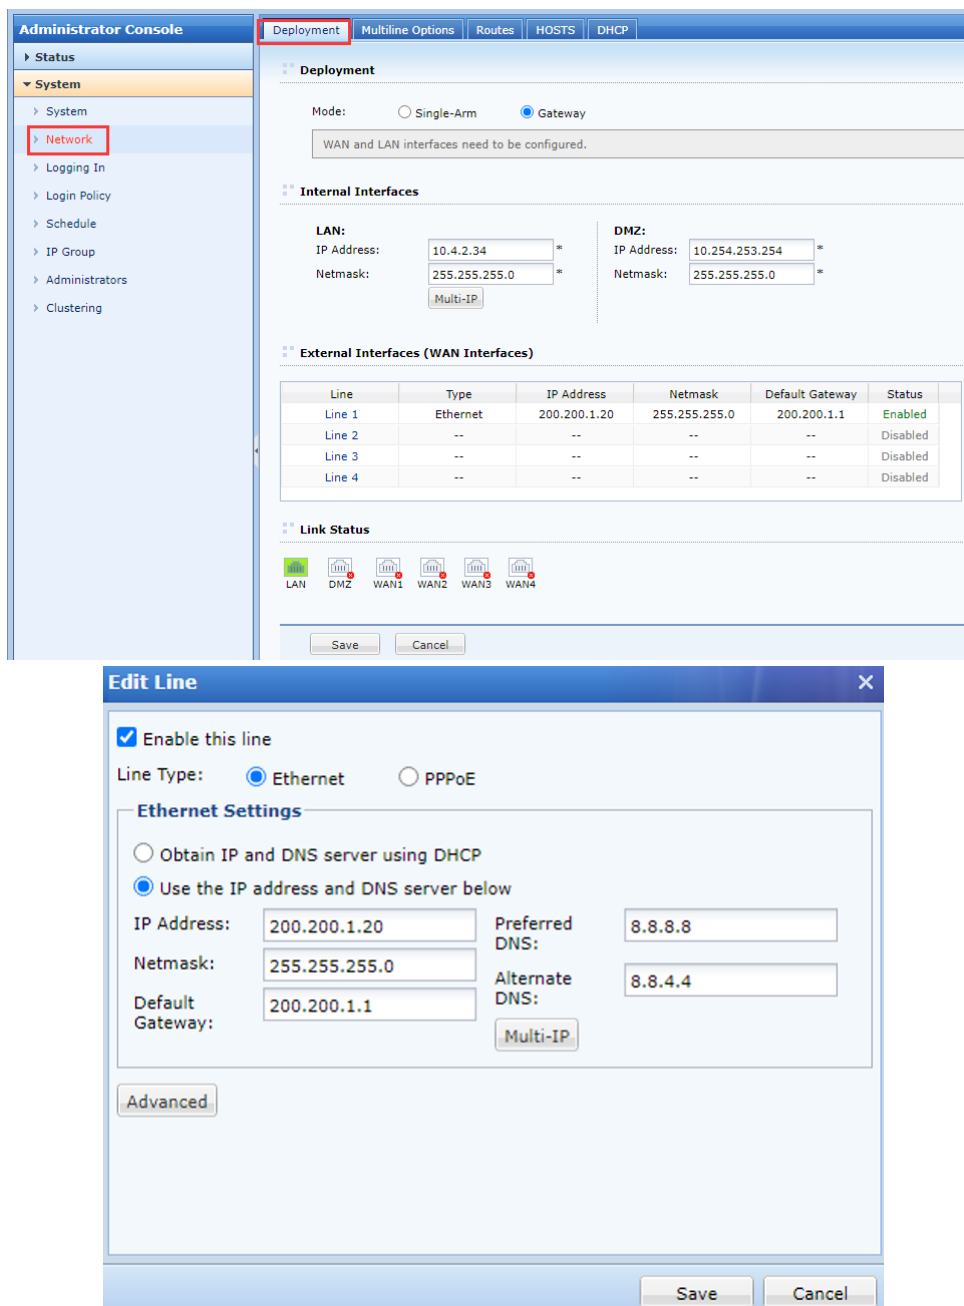 Administrator Console
Status
System
System
Network
Logging In
Login Policy
Schedule
IP Group
Administrators
Clustering
Deployment Multiline Options Routes HOSTS DHCP
Deployment
Mode: Single-Arm Gateway
WAN and LAN interfaces need to be configured.
Internal Interfaces
LAN: DMZ:
IP Address: 10.4.2.34 * IP Address: 10.254.253.254 *
Netmask: 255.255.255.0 * Netmask: 255.255.255.0 *
Multi-IP
External Interfaces (WAN Interfaces)
Line Type IP Address Netmask Default Gateway Status
Line 1 Ethernet 200.200.1.20 255.255.255.0 200.200.1.1 Enabled
Line 2 -- -- -- -- Disabled
Line 3 -- -- -- -- Disabled
Line 4 -- -- -- -- Disabled
Link Status
LAN DMZ WAN1 WAN2 WAN3 WAN4
Save Cancel
Edit Line
Enable this line
Line Type: Ethernet PPPoE
Ethernet Settings
Obtain IP and DNS server using DHCP
Use the IP address and DNS server below
IP Address: 200.200.1.20 Preferred DNS: 8.8.8.8
Netmask: 255.255.255.0 Alternate DNS: 8.8.4.4
Default Gateway: 200.200.1.1
Multi-IP
Advanced
Save Cancel